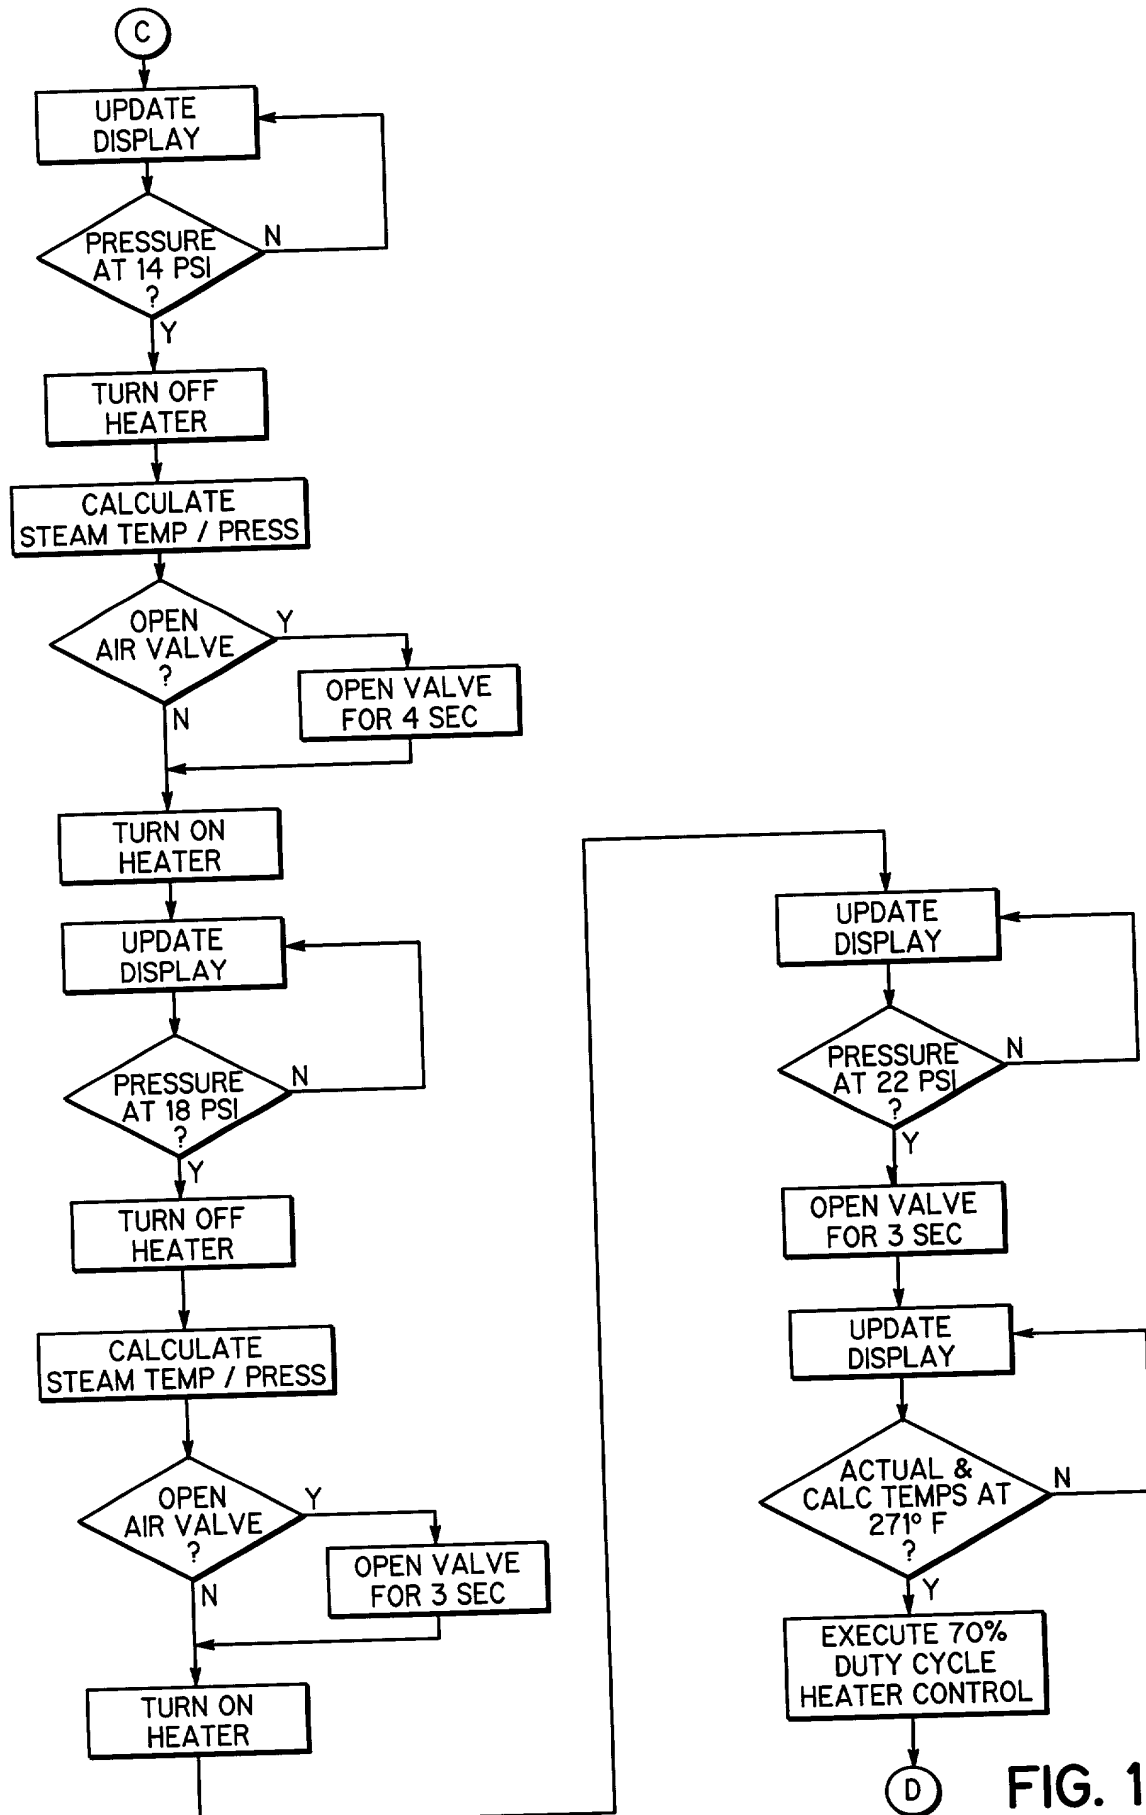 C
UPDATE
DISPLAY
PRESSURE
AT 14 PSI
?
N
Y
TURN OFF
HEATER
CALCULATE
STEAM TEMP / PRESS
OPEN
AIR VALVE
?
Y
OPEN VALVE
FOR 4 SEC
N
TURN ON
HEATER
UPDATE
DISPLAY
PRESSURE
AT 18 PSI
?
N
Y
TURN OFF
HEATER
CALCULATE
STEAM TEMP / PRESS
OPEN
AIR VALVE
?
Y
OPEN VALVE
FOR 3 SEC
N
TURN ON
HEATER
UPDATE
DISPLAY
PRESSURE
AT 22 PSI
?
N
Y
OPEN VALVE
FOR 3 SEC
UPDATE
DISPLAY
ACTUAL &
CALC TEMPS AT
271° F
?
N
Y
EXECUTE 70%
DUTY CYCLE
HEATER CONTROL
D
FIG. 1